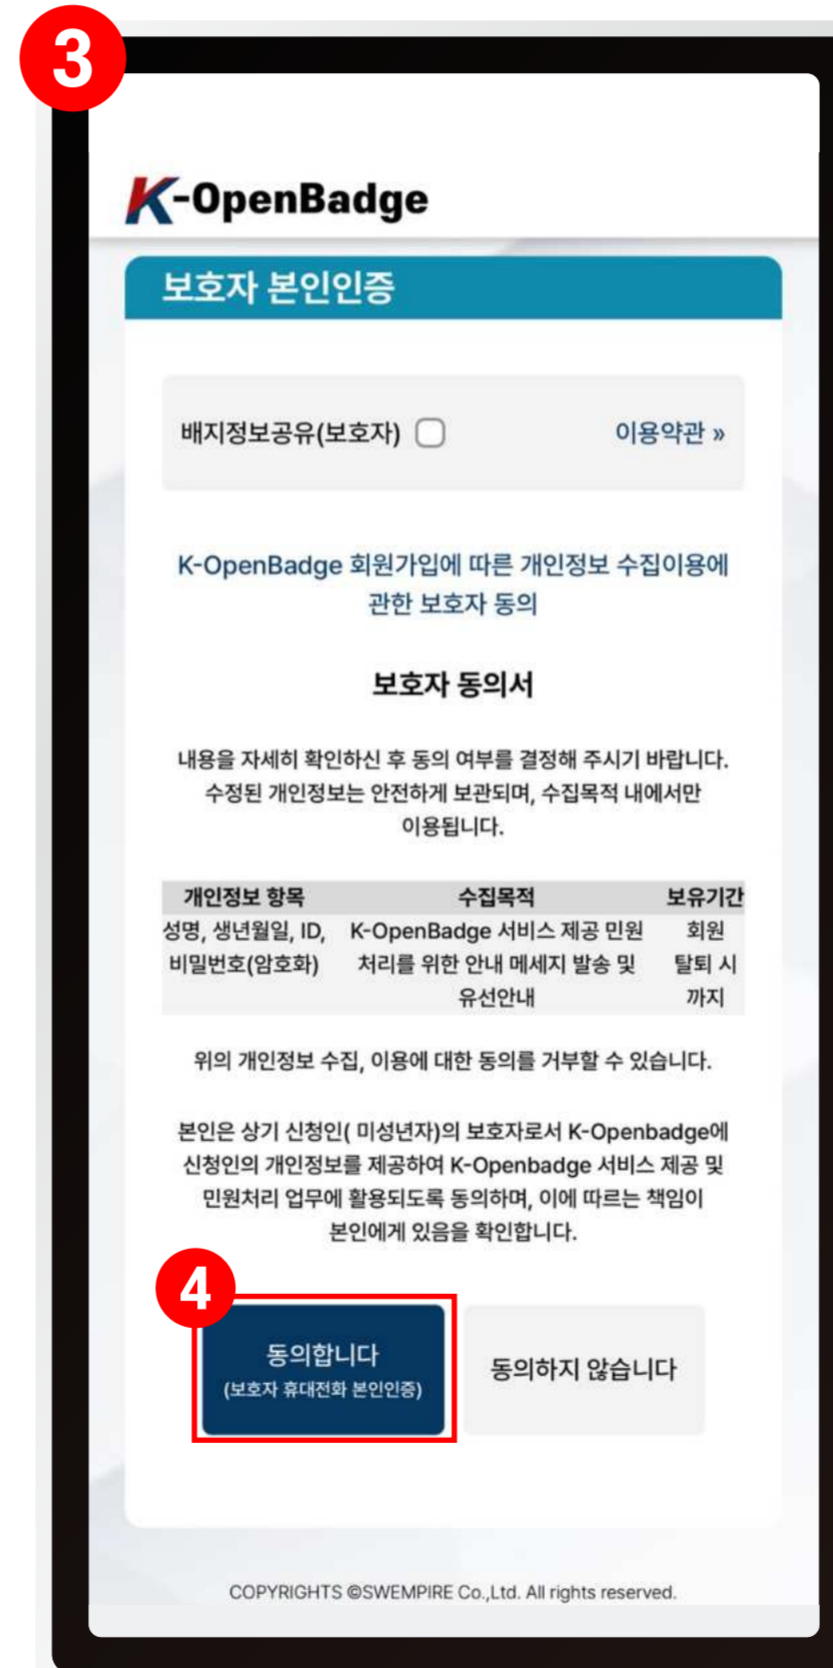 3
K-OpenBadge
보호자 본인인증
배지정보공유(보호자) 이용약관 »
K-OpenBadge 회원가입에 따른 개인정보 수집이용에
관한 보호자 동의
보호자 동의서
내용을 자세히 확인하신 후 동의 여부를 결정해 주시기 바랍니다.
수정된 개인정보는 안전하게 보관되며, 수집목적 내에서만
이용됩니다.
개인정보 항목 수집목적 보유기간
성명, 생년월일, ID, K-OpenBadge 서비스 제공 민원 회원
비밀번호(암호화) 처리를 위한 안내 메세지 발송 및 탈퇴 시
유선안내 까지
위의 개인정보 수집, 이용에 대한 동의를 거부할 수 있습니다.
본인은 상기 신청인( 미성년자)의 보호자로서 K-Openbadge에
신청인의 개인정보를 제공하여 K-Openbadge 서비스 제공 및
민원처리 업무에 활용되도록 동의하며, 이에 따르는 책임이
본인에게 있음을 확인합니다.
4
동의합니다
(보호자 휴대전화 본인인증)
동의하지 않습니다
COPYRIGHTS ©SWEMPIRE Co.,Ltd. All rights reserved.